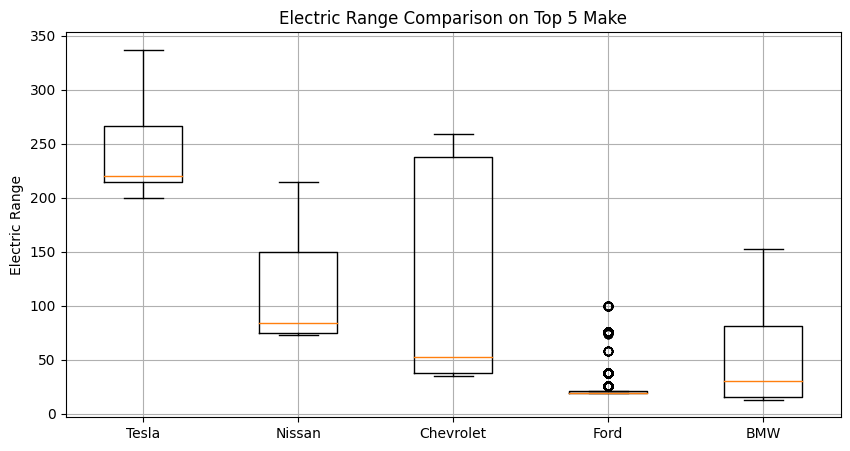 Electric Range Comparison on Top 5 Make
Electric Range
350
300
250
200
150
100
50
0
Tesla Nissan Chevrolet Ford BMW